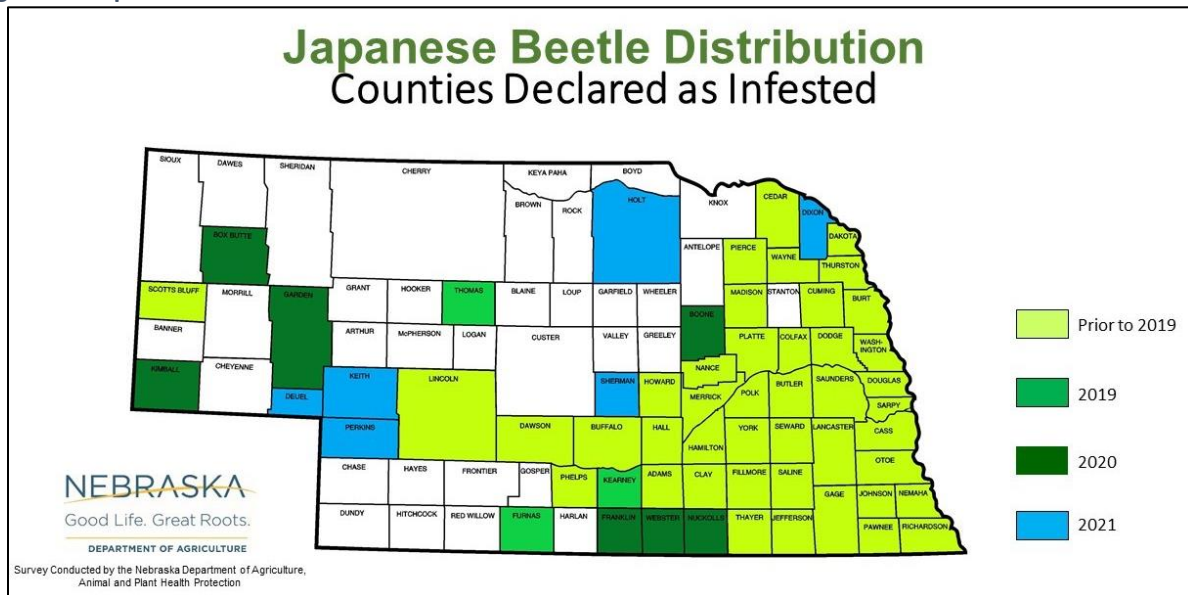 Japanese Beetle Distribution
Counties Declared as Infested
SIOUX
DAWES
SHERIDAN
CHERRY
KEYA PAHA
BOYD
BROWN
ROCK
HOLT
KNOX
CEDAR
DIXON
DAKOTA
BOX BUTTE
ANTELOPE
PIERCE
WAYNE
THURSTON
SCOTTS BLUFF
MORRILL
GARDEN
GRANT
HOOKER
THOMAS
BLAINE
LOUP
GARFIELD
WHEELER
MADISON
STANTON
CUMING
BURT
BANNER
ARTHUR
McPHERSON
LOGAN
CUSTER
VALLEY
GREELEY
BOONE
PLATTE
COLFAX
DODGE
WASH-
INGTON
KIMBALL
CHEYENNE
DEUEL
KEITH
LINCOLN
SHERMAN
HOWARD
NANCE
MERRICK
POLK
BUTLER
SAUNDERS
DOUGLAS
SARPY
PERKINS
DAWSON
BUFFALO
HALL
HAMILTON
YORK
SEWARD
LANCASTER
CASS
OTOE
CHASE
HAYES
FRONTIER
GOSPER
PHELPS
KEARNEY
ADAMS
CLAY
FILLMORE
SALINE
GAGE
JOHNSON
NEMAHA
DUNDY
HITCHCOCK
RED WILLOW
FURNAS
HARLAN
FRANKLIN
WEBSTER
NUCKOLLS
THAYER
JEFFERSON
PAWNEE
RICHARDSON
Prior to 2019
2019
2020
2021
NEBRASKA
Good Life. Great Roots.
DEPARTMENT OF AGRICULTURE
Survey Conducted by the Nebraska Department of Agriculture,
Animal and Plant Health Protection